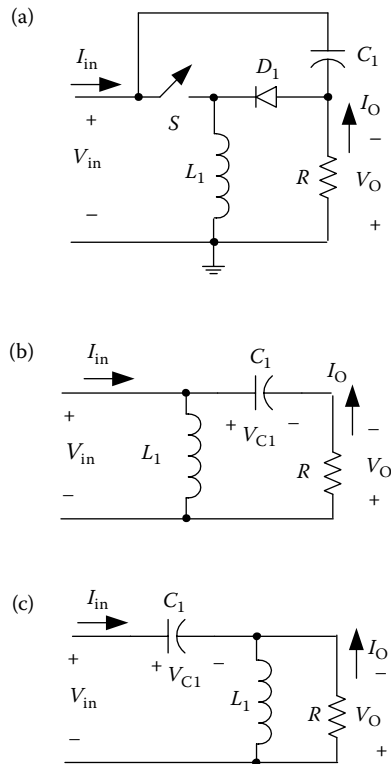 (a)
I_in
C_1
D_1
I_O
+
S
−
V_in
L_1
R
V_O
−
+
(b)
I_in
C_1
I_O
+
+ −
−
V_in
L_1
V_C1
R
V_O
−
+
(c)
I_in
C_1
I_O
+
+ −
−
V_C1
V_in
L_1
R
V_O
−
+